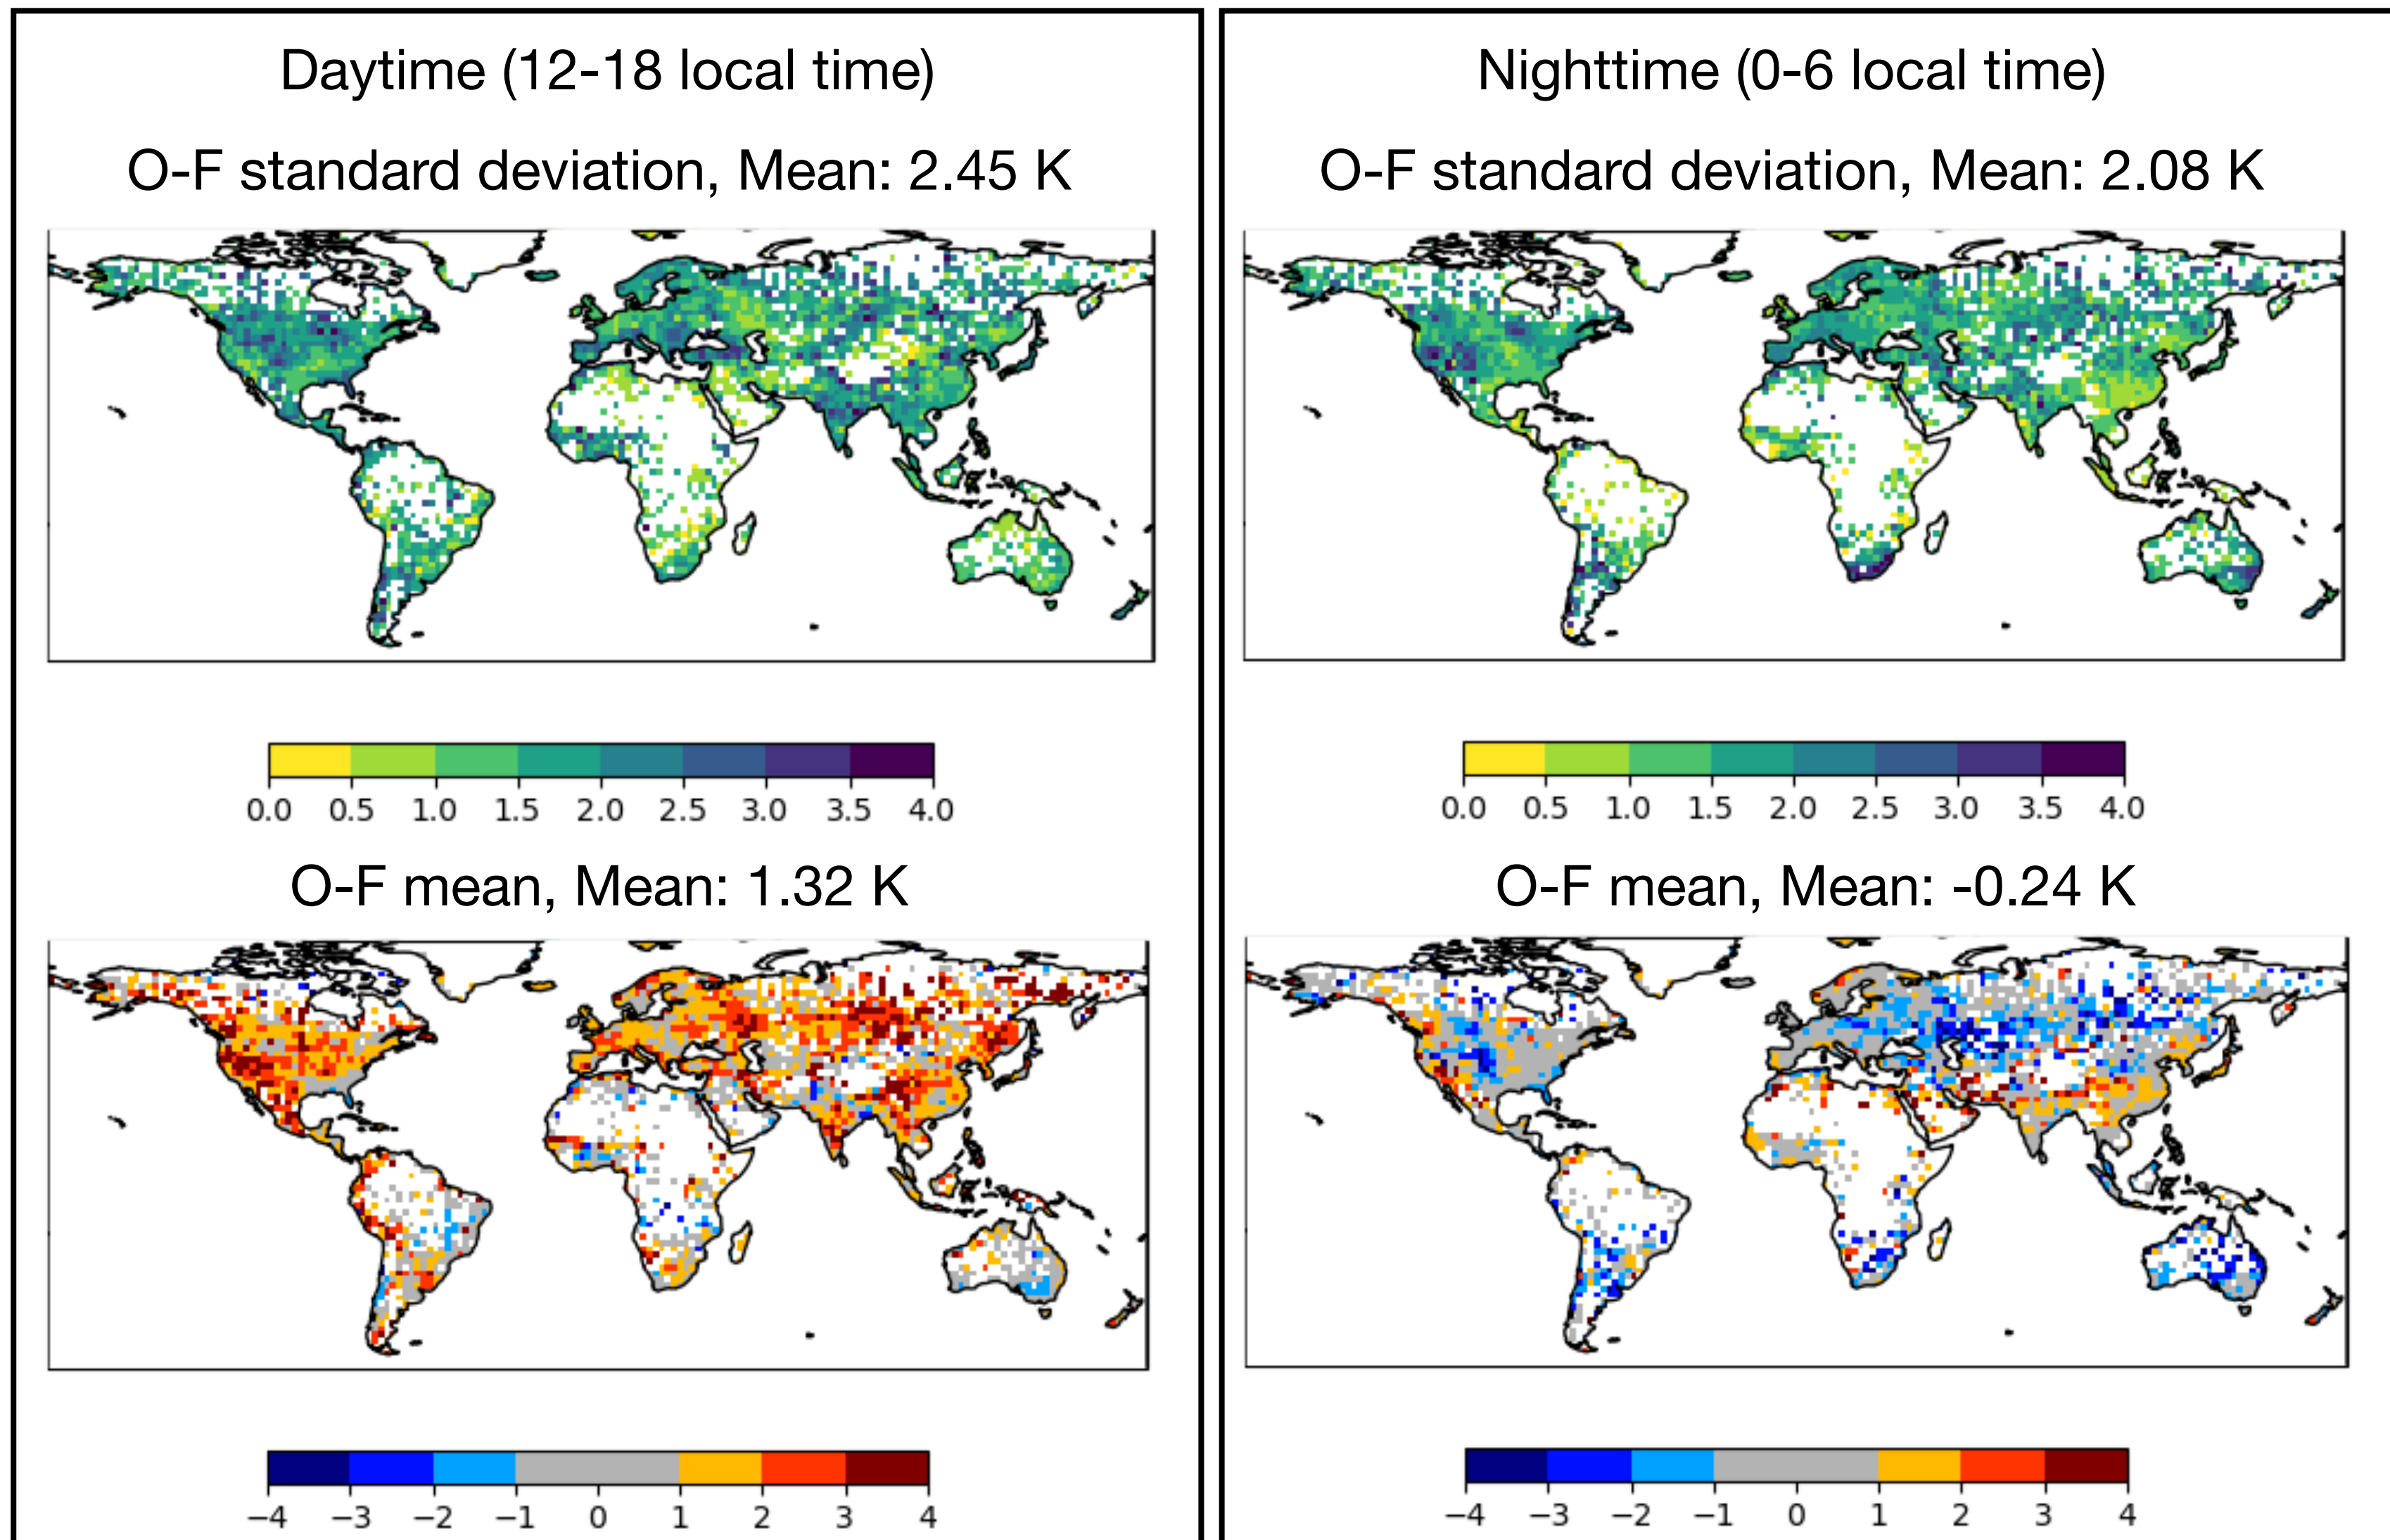 Daytime (12-18 local time)
O-F standard deviation, Mean: 2.45 K
0.0 0.5 1.0 1.5 2.0 2.5 3.0 3.5 4.0
O-F mean, Mean: 1.32 K
−4 −3 −2 −1 0 1 2 3 4
Nighttime (0-6 local time)
O-F standard deviation, Mean: 2.08 K
0.0 0.5 1.0 1.5 2.0 2.5 3.0 3.5 4.0
O-F mean, Mean: -0.24 K
−4 −3 −2 −1 0 1 2 3 4